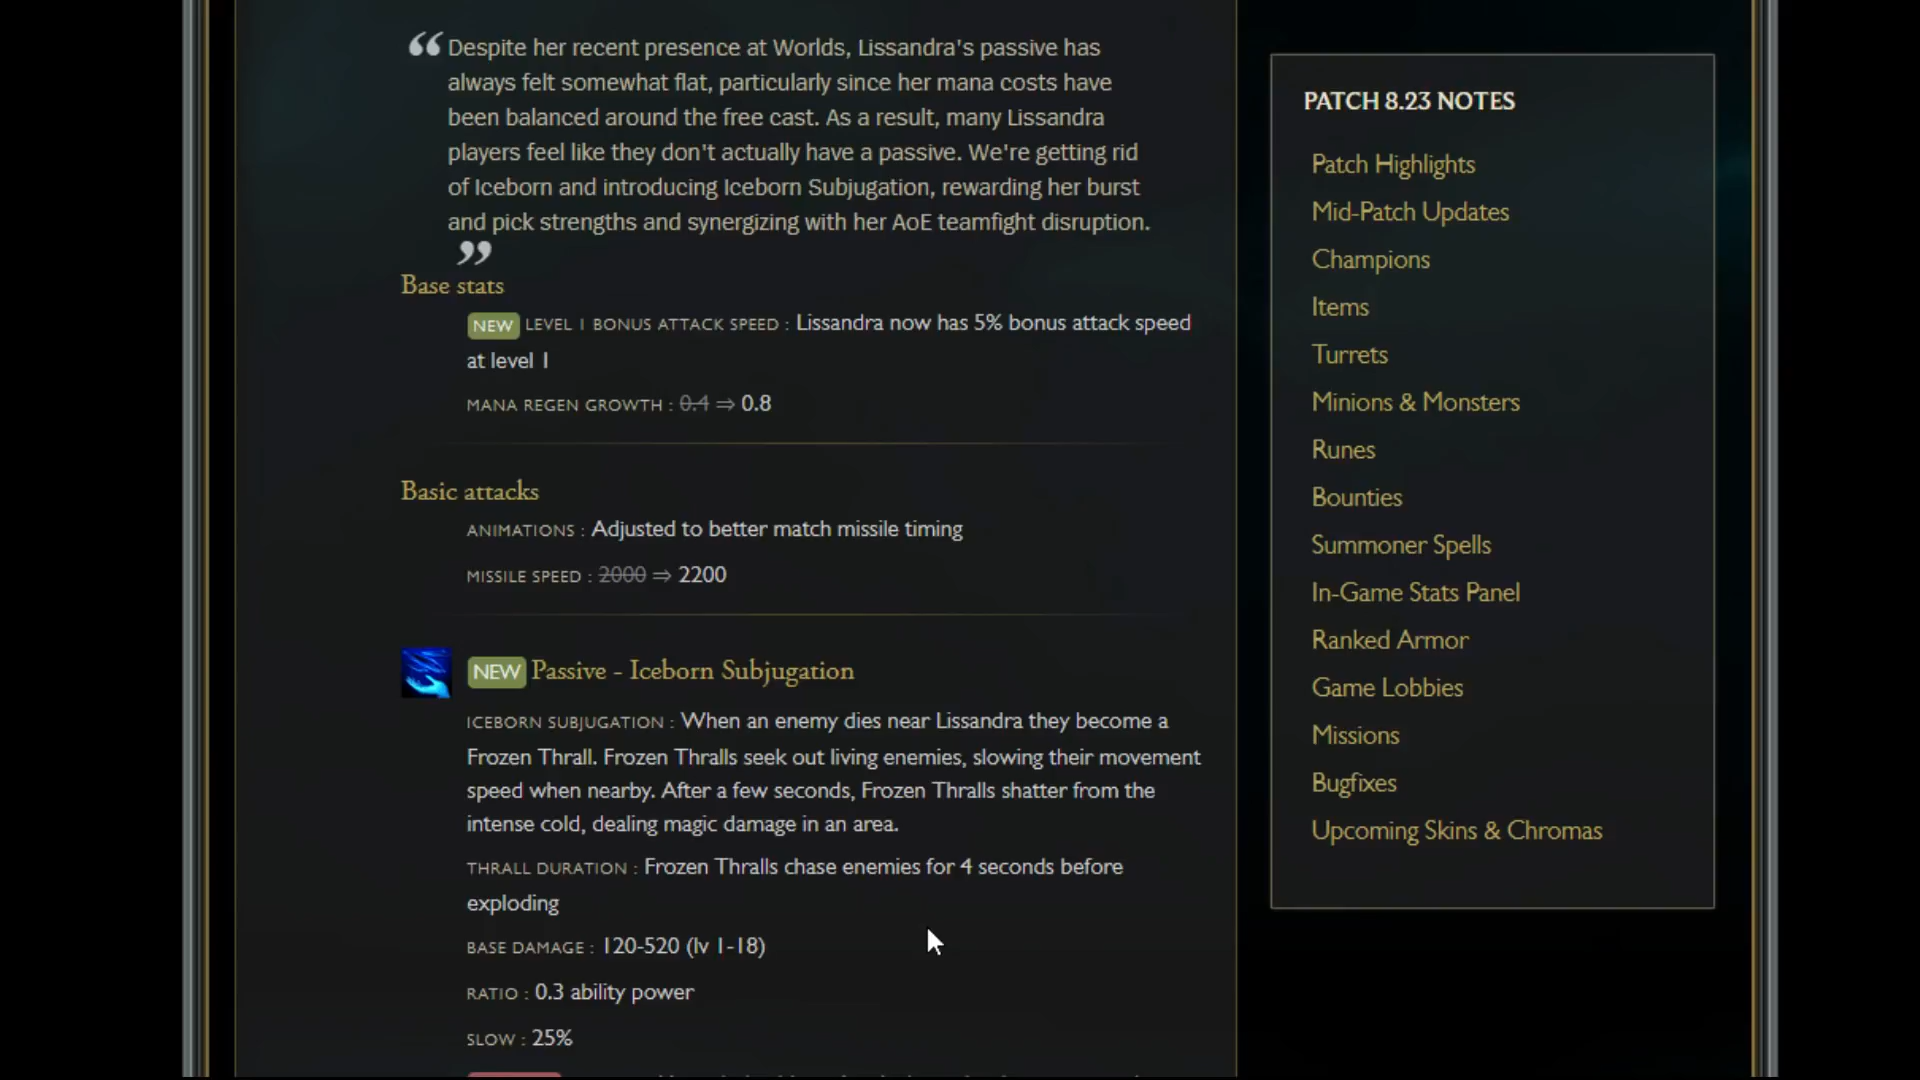 “ Despite her recent presence at Worlds, Lissandra's passive has
always felt somewhat flat, particularly since her mana costs have
been balanced around the free cast. As a result, many Lissandra
players feel like they don't actually have a passive. We're getting rid
of Iceborn and introducing Iceborn Subjugation, rewarding her burst
and pick strengths and synergizing with her AoE teamfight disruption.
”
Base stats
NEW LEVEL 1 BONUS ATTACK SPEED : Lissandra now has 5% bonus attack speed
at level 1
MANA REGEN GROWTH : 0.4 ⇒ 0.8
Basic attacks
ANIMATIONS : Adjusted to better match missile timing
MISSILE SPEED : 2000 ⇒ 2200
NEW Passive - Iceborn Subjugation
ICEBORN SUBJUGATION : When an enemy dies near Lissandra they become a
Frozen Thrall. Frozen Thralls seek out living enemies, slowing their movement
speed when nearby. After a few seconds, Frozen Thralls shatter from the
intense cold, dealing magic damage in an area.
THRALL DURATION : Frozen Thralls chase enemies for 4 seconds before
exploding
BASE DAMAGE : 120-520 (lv 1-18)
RATIO : 0.3 ability power
SLOW : 25%
PATCH 8.23 NOTES
Patch Highlights
Mid-Patch Updates
Champions
Items
Turrets
Minions & Monsters
Runes
Bounties
Summoner Spells
In-Game Stats Panel
Ranked Armor
Game Lobbies
Missions
Bugfixes
Upcoming Skins & Chromas